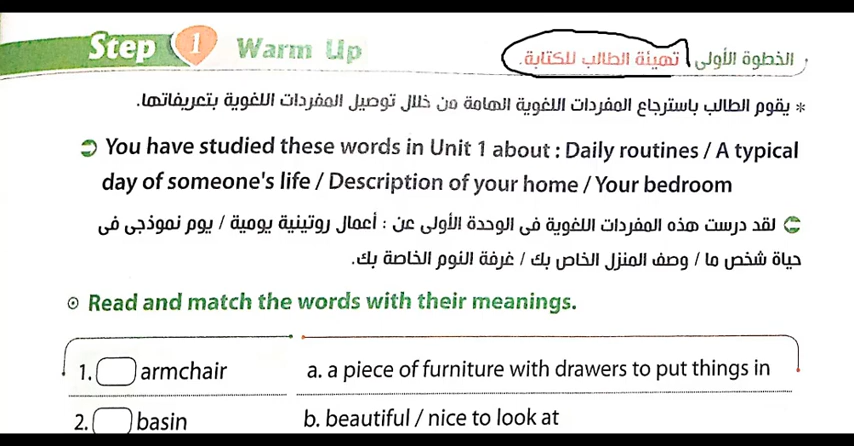 Step 1 Warm Up
الخطوة الأولى تهيئة الطالب للكتابة.
* يقوم الطالب باسترجاع المفردات اللغوية الهامة من خلال توصيل المفردات اللغوية بتعريفاتها.
You have studied these words in Unit 1 about : Daily routines / A typical
day of someone's life / Description of your home / Your bedroom
لقد درست هذه المفردات اللغوية فى الوحدة الأولى عن : أعمال روتينية يومية / يوم نموذجى فى
حياة شخص ما / وصف المنزل الخاص بك / غرفة النوم الخاصة بك.
Read and match the words with their meanings.
1. armchair a. a piece of furniture with drawers to put things in
2. basin b. beautiful / nice to look at